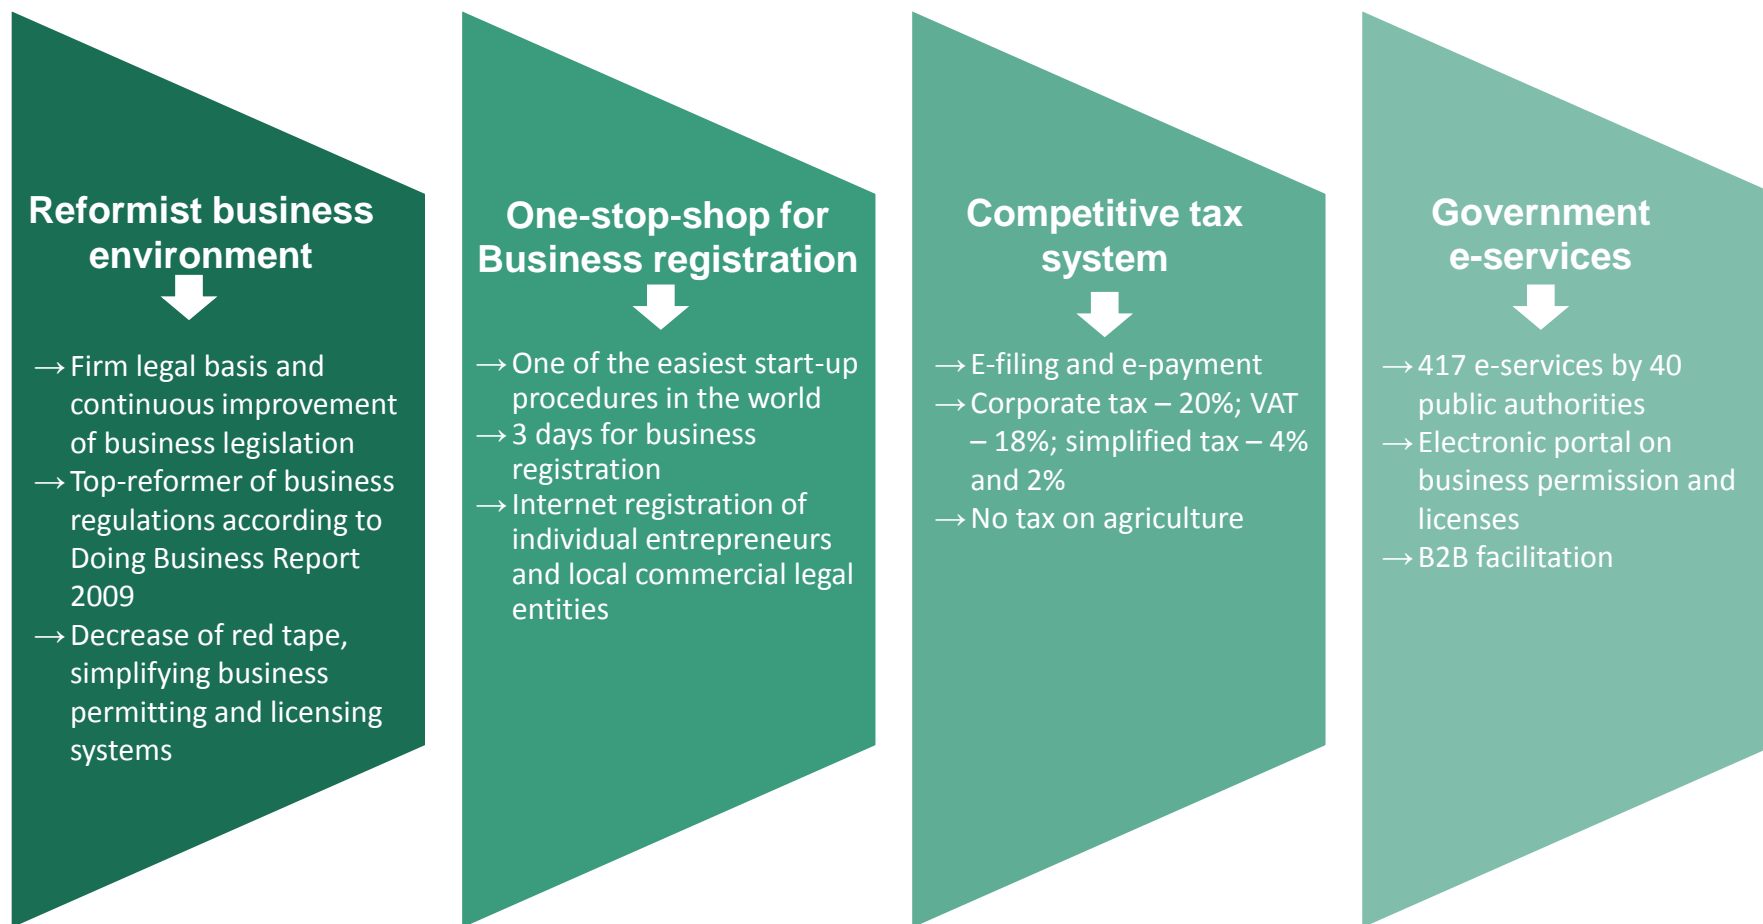 Reformist business
environment
→ Firm legal basis and
continuous improvement
of business legislation
→ Top-reformer of business
regulations according to
Doing Business Report
2009
→ Decrease of red tape,
simplifying business
permitting and licensing
systems
One-stop-shop for
Business registration
→ One of the easiest start-up
procedures in the world
→ 3 days for business
registration
→ Internet registration of
individual entrepreneurs
and local commercial legal
entities
Competitive tax
system
→ E-filing and e-payment
→ Corporate tax – 20%; VAT
– 18%; simplified tax – 4%
and 2%
→ No tax on agriculture
Government
e-services
→ 417 e-services by 40
public authorities
→ Electronic portal on
business permission and
licenses
→ B2B facilitation